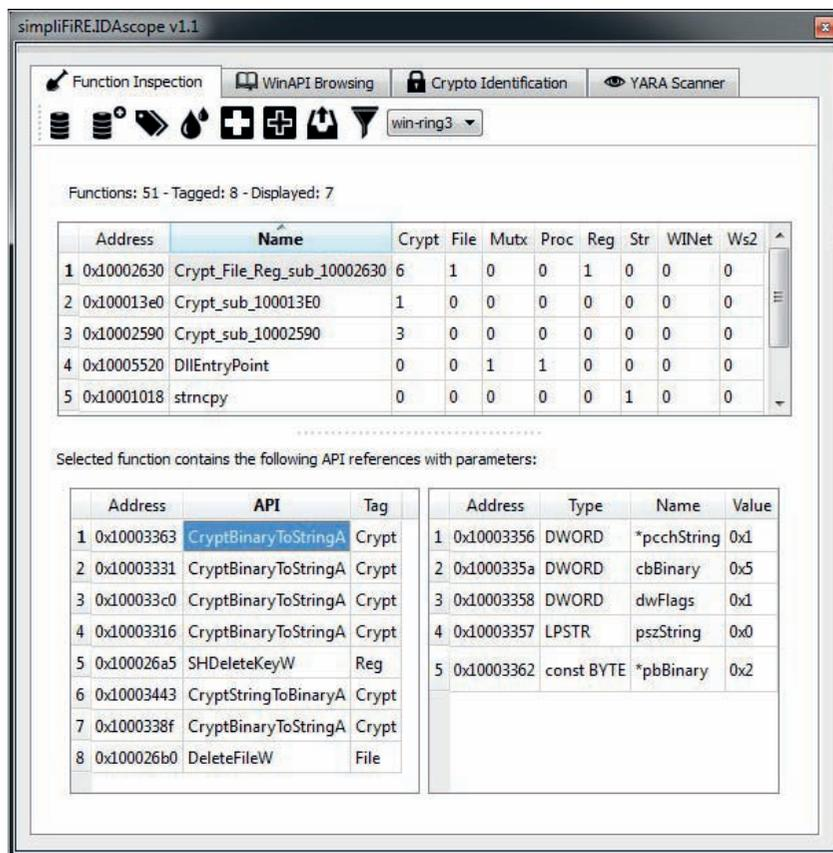 simpliFiRE.IDAscope v1.1
Function Inspection WinAPI Browsing Crypto Identification YARA Scanner
win-ring3
Functions: 51 - Tagged: 8 - Displayed: 7
Address Name Crypt File Mutx Proc Reg Str WINet Ws2
1 0x10002630 Crypt_File_Reg_sub_10002630 6 1 0 0 1 0 0 0
2 0x100013e0 Crypt_sub_100013E0 1 0 0 0 0 0 0 0
3 0x10002590 Crypt_sub_10002590 3 0 0 0 0 0 0 0
4 0x10005520 DllEntryPoint 0 0 1 1 0 0 0 0
5 0x10001018 strncpy 0 0 0 0 0 1 0 0
Selected function contains the following API references with parameters:
Address API Tag
1 0x10003363 CryptBinaryToStringA Crypt
2 0x10003331 CryptBinaryToStringA Crypt
3 0x100033c0 CryptBinaryToStringA Crypt
4 0x10003316 CryptBinaryToStringA Crypt
5 0x100026a5 SHDeleteKeyW Reg
6 0x10003443 CryptStringToBinaryA Crypt
7 0x1000338f CryptBinaryToStringA Crypt
8 0x100026b0 DeleteFileW File
Address Type Name Value
1 0x10003356 DWORD *pcchString 0x1
2 0x1000335a DWORD cbBinary 0x5
3 0x10003358 DWORD dwFlags 0x1
4 0x10003357 LPSTR pszString 0x0
5 0x10003362 const BYTE *pbBinary 0x2